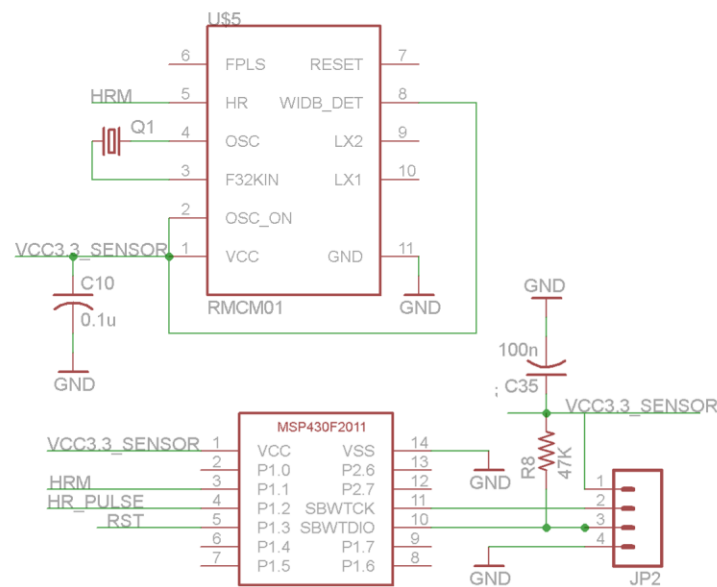 U$5
6 FPLS RESET 7
HRM 5 HR WIDB_DET 8
Q1 4 OSC LX2 9
3 F32KIN LX1 10
2 OSC_ON
VCC3.3_SENSOR 1 VCC GND 11
C10
0.1u
RMCM01
GND
GND
GND
100n
; C35
VCC3.3_SENSOR
R8
47K
MSP430F2011
VCC3.3_SENSOR 1 VCC VSS 14
2 P1.0 P2.6 13
HRM 3 P1.1 P2.7 12
HR_PULSE 4 P1.2 SBWTCK 11
RST 5 P1.3 SBWTDIO 10
6 P1.4 P1.7 9
7 P1.5 P1.6 8
GND
1
2
3
4
GND
JP2